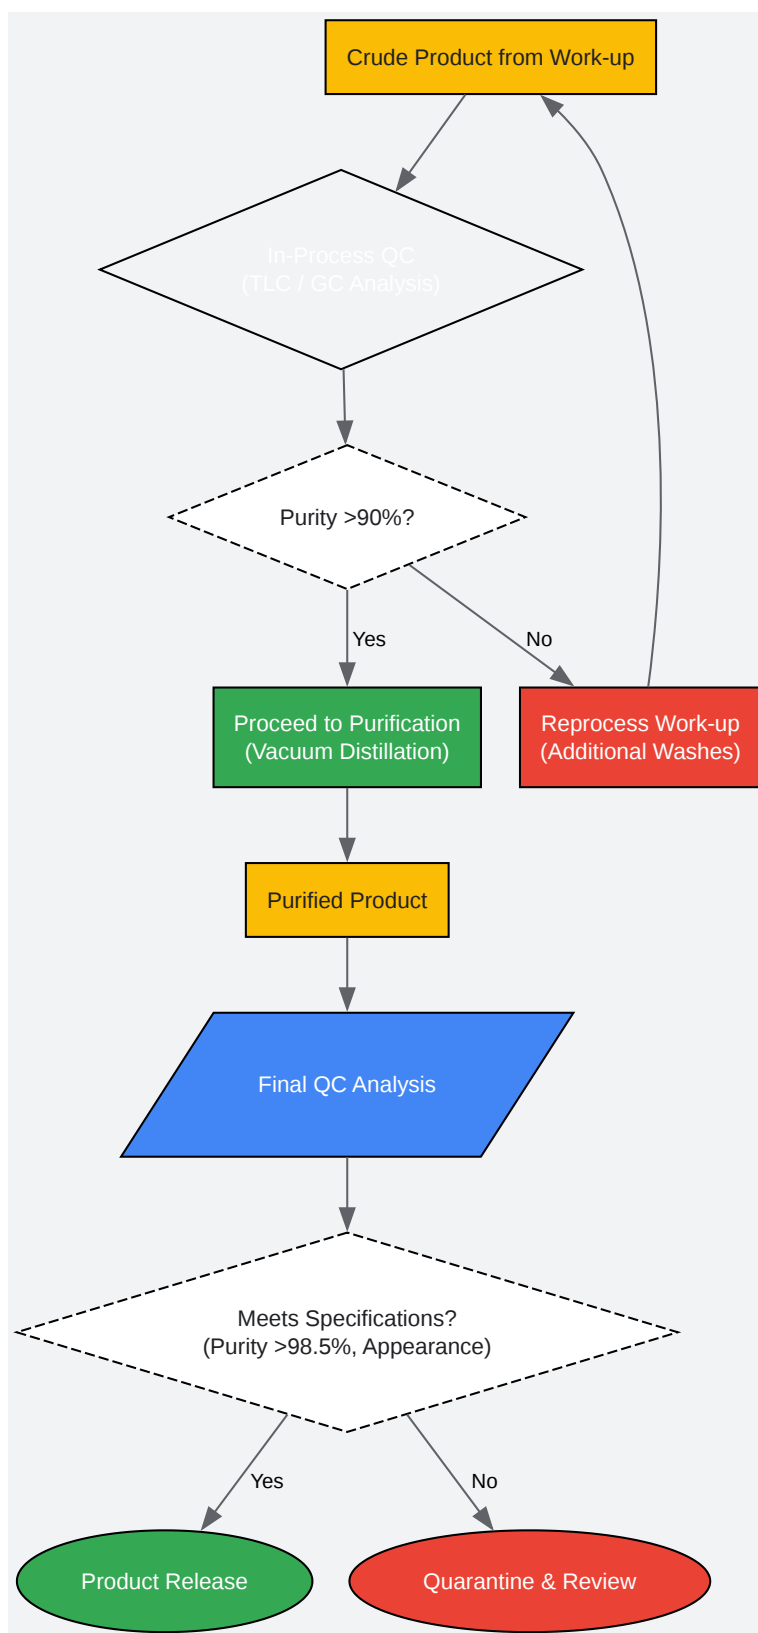 Crude Product from Work-up
In-Process QC
(TLC / GC Analysis)
Purity >90%?
Yes
No
Proceed to Purification
(Vacuum Distillation)
Reprocess Work-up
(Additional Washes)
Purified Product
Final QC Analysis
Meets Specifications?
(Purity >98.5%, Appearance)
Yes
No
Product Release
Quarantine & Review